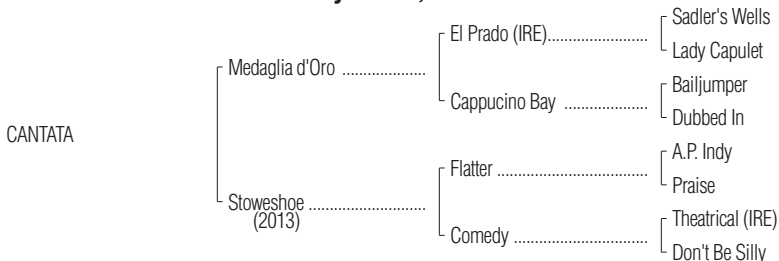 El Prado (IRE)....................... Sadler's Wells
Lady Capulet
Medaglia d'Oro .....................
Cappucino Bay ................... Bailjumper
Dubbed In
CANTATA
Flatter ................................. A.P. Indy
Praise
Stoweshoe ...........................
(2013)
Comedy .............................. Theatrical (IRE)
Don't Be Silly